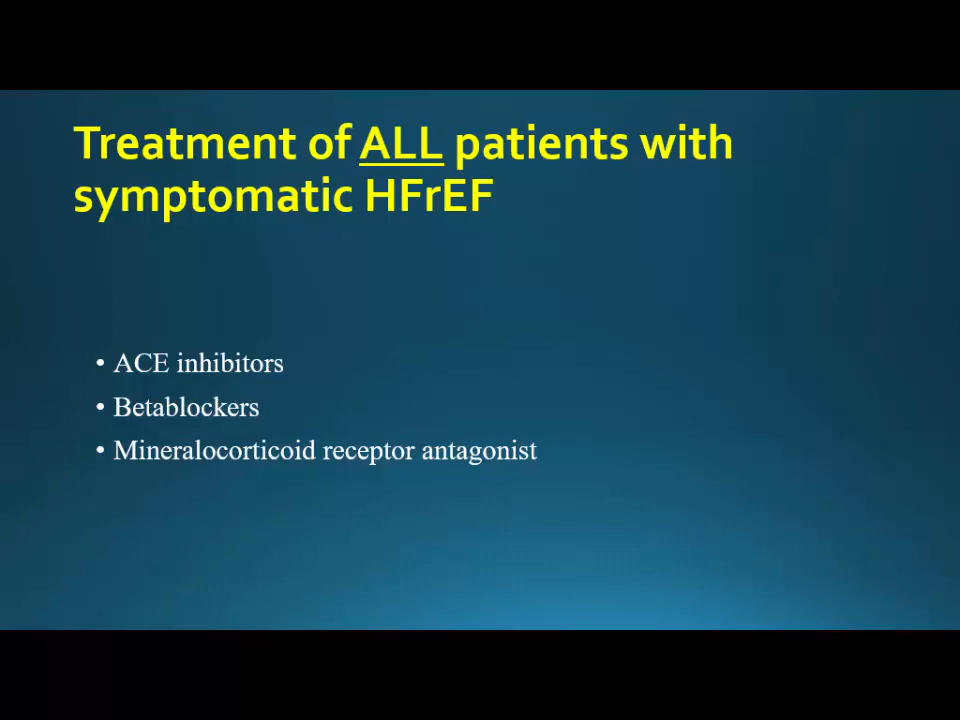 Treatment of ALL patients with
symptomatic HFrEF
• ACE inhibitors
• Betablockers
• Mineralocorticoid receptor antagonist